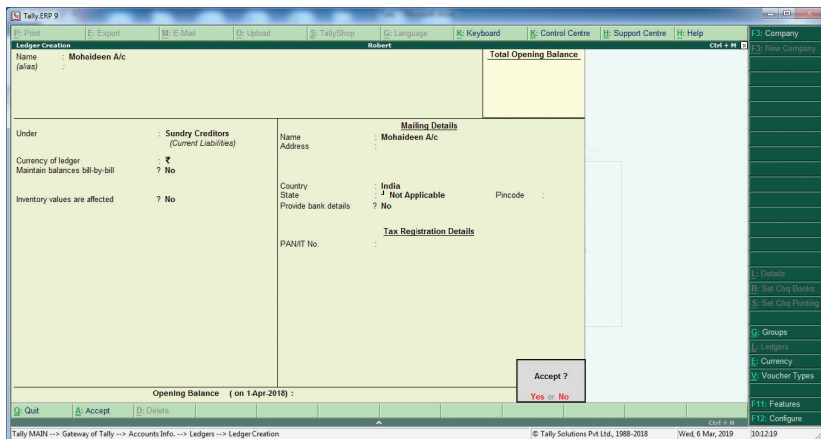 Tally.ERP 9
P: Print E: Export M: E-Mail O: Upload S: TallyShop G: Language K: Keyboard K: Control Centre H: Support Centre H: Help F3: Company
Ledger Creation Robert Ctrl + M F3: New Company
Name : Mohaideen A/c Total Opening Balance
(alias) :
Mailing Details
Under : Sundry Creditors Name : Mohaideen A/c
(Current Liabilities) Address :
Currency of ledger : ₹
Maintain balances bill-by-bill ? No
Country : India
Inventory values are affected ? No State : ┘ Not Applicable Pincode :
Provide bank details ? No
Tax Registration Details
PAN/IT No. :
L: Details
B: Set Chq Books
S: Set Chq Printing
G: Groups
L: Ledgers
E: Currency
V: Voucher Types
Accept ?
Yes or No
Opening Balance ( on 1-Apr-2018) :
Q: Quit A: Accept D: Delete F11: Features
Ctrl + N F12: Configure
Tally MAIN --> Gateway of Tally --> Accounts Info. --> Ledgers --> Ledger Creation © Tally Solutions Pvt Ltd., 1988-2018 Wed, 6 Mar, 2019 10:12:19